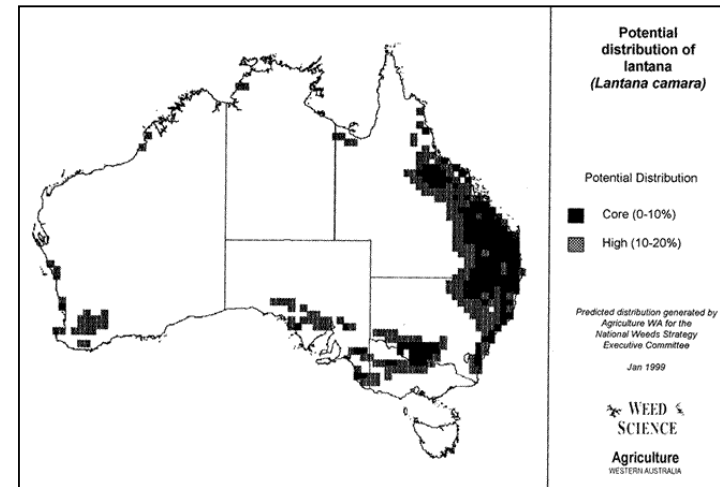 Potential
distribution of
lantana
(Lantana camara)
Potential Distribution
Core (0-10%)
High (10-20%)
Predicted distribution generated by
Agriculture WA for the
National Weeds Strategy
Executive Committee
Jan 1999
WEED
SCIENCE
Agriculture
WESTERN AUSTRALIA